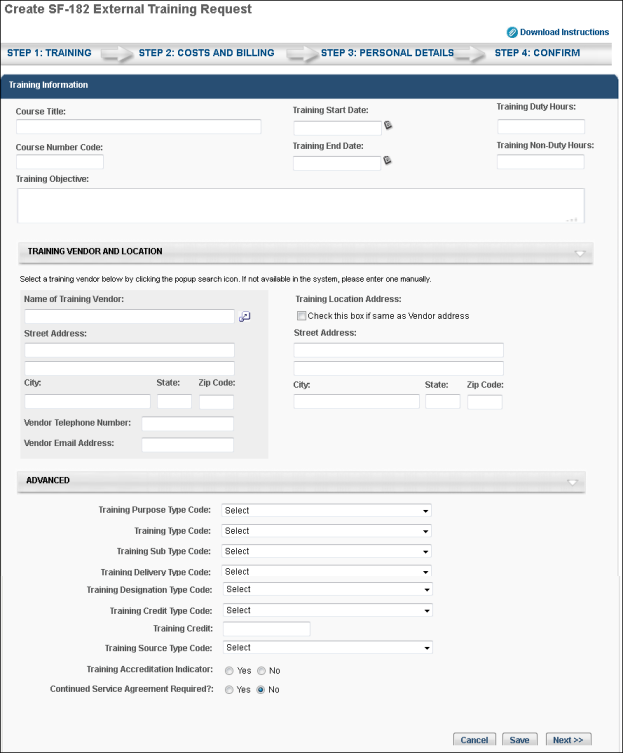 Create SF-182 External Training Request
Download Instructions
STEP 1: TRAINING STEP 2: COSTS AND BILLING STEP 3: PERSONAL DETAILS STEP 4: CONFIRM
Training Information
Course Title: Training Start Date: Training Duty Hours:
Course Number Code: Training End Date: Training Non-Duty Hours:
Training Objective:
TRAINING VENDOR AND LOCATION
Select a training vendor below by clicking the popup search icon. If not available in the system, please enter one manually.
Name of Training Vendor: Training Location Address:
Check this box if same as Vendor address
Street Address: Street Address:
City: State: Zip Code: City: State: Zip Code:
Vendor Telephone Number:
Vendor Email Address:
ADVANCED
Training Purpose Type Code: Select
Training Type Code: Select
Training Sub Type Code: Select
Training Delivery Type Code: Select
Training Designation Type Code: Select
Training Credit Type Code: Select
Training Credit:
Training Source Type Code: Select
Training Accreditation Indicator: Yes No
Continued Service Agreement Required?: Yes No
Cancel Save Next >>